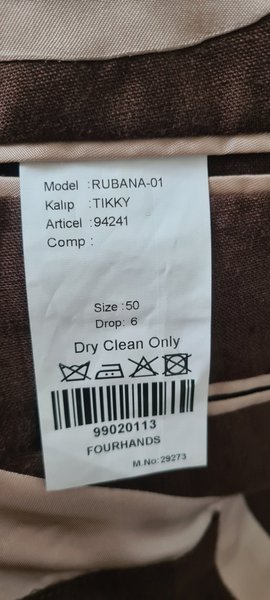 Model :RUBANA-01
Kalıp :TIKKY
Articel :94241
Comp :
Size :50
Drop: 6
Dry Clean Only
99020113
FOURHANDS
M.No:29273